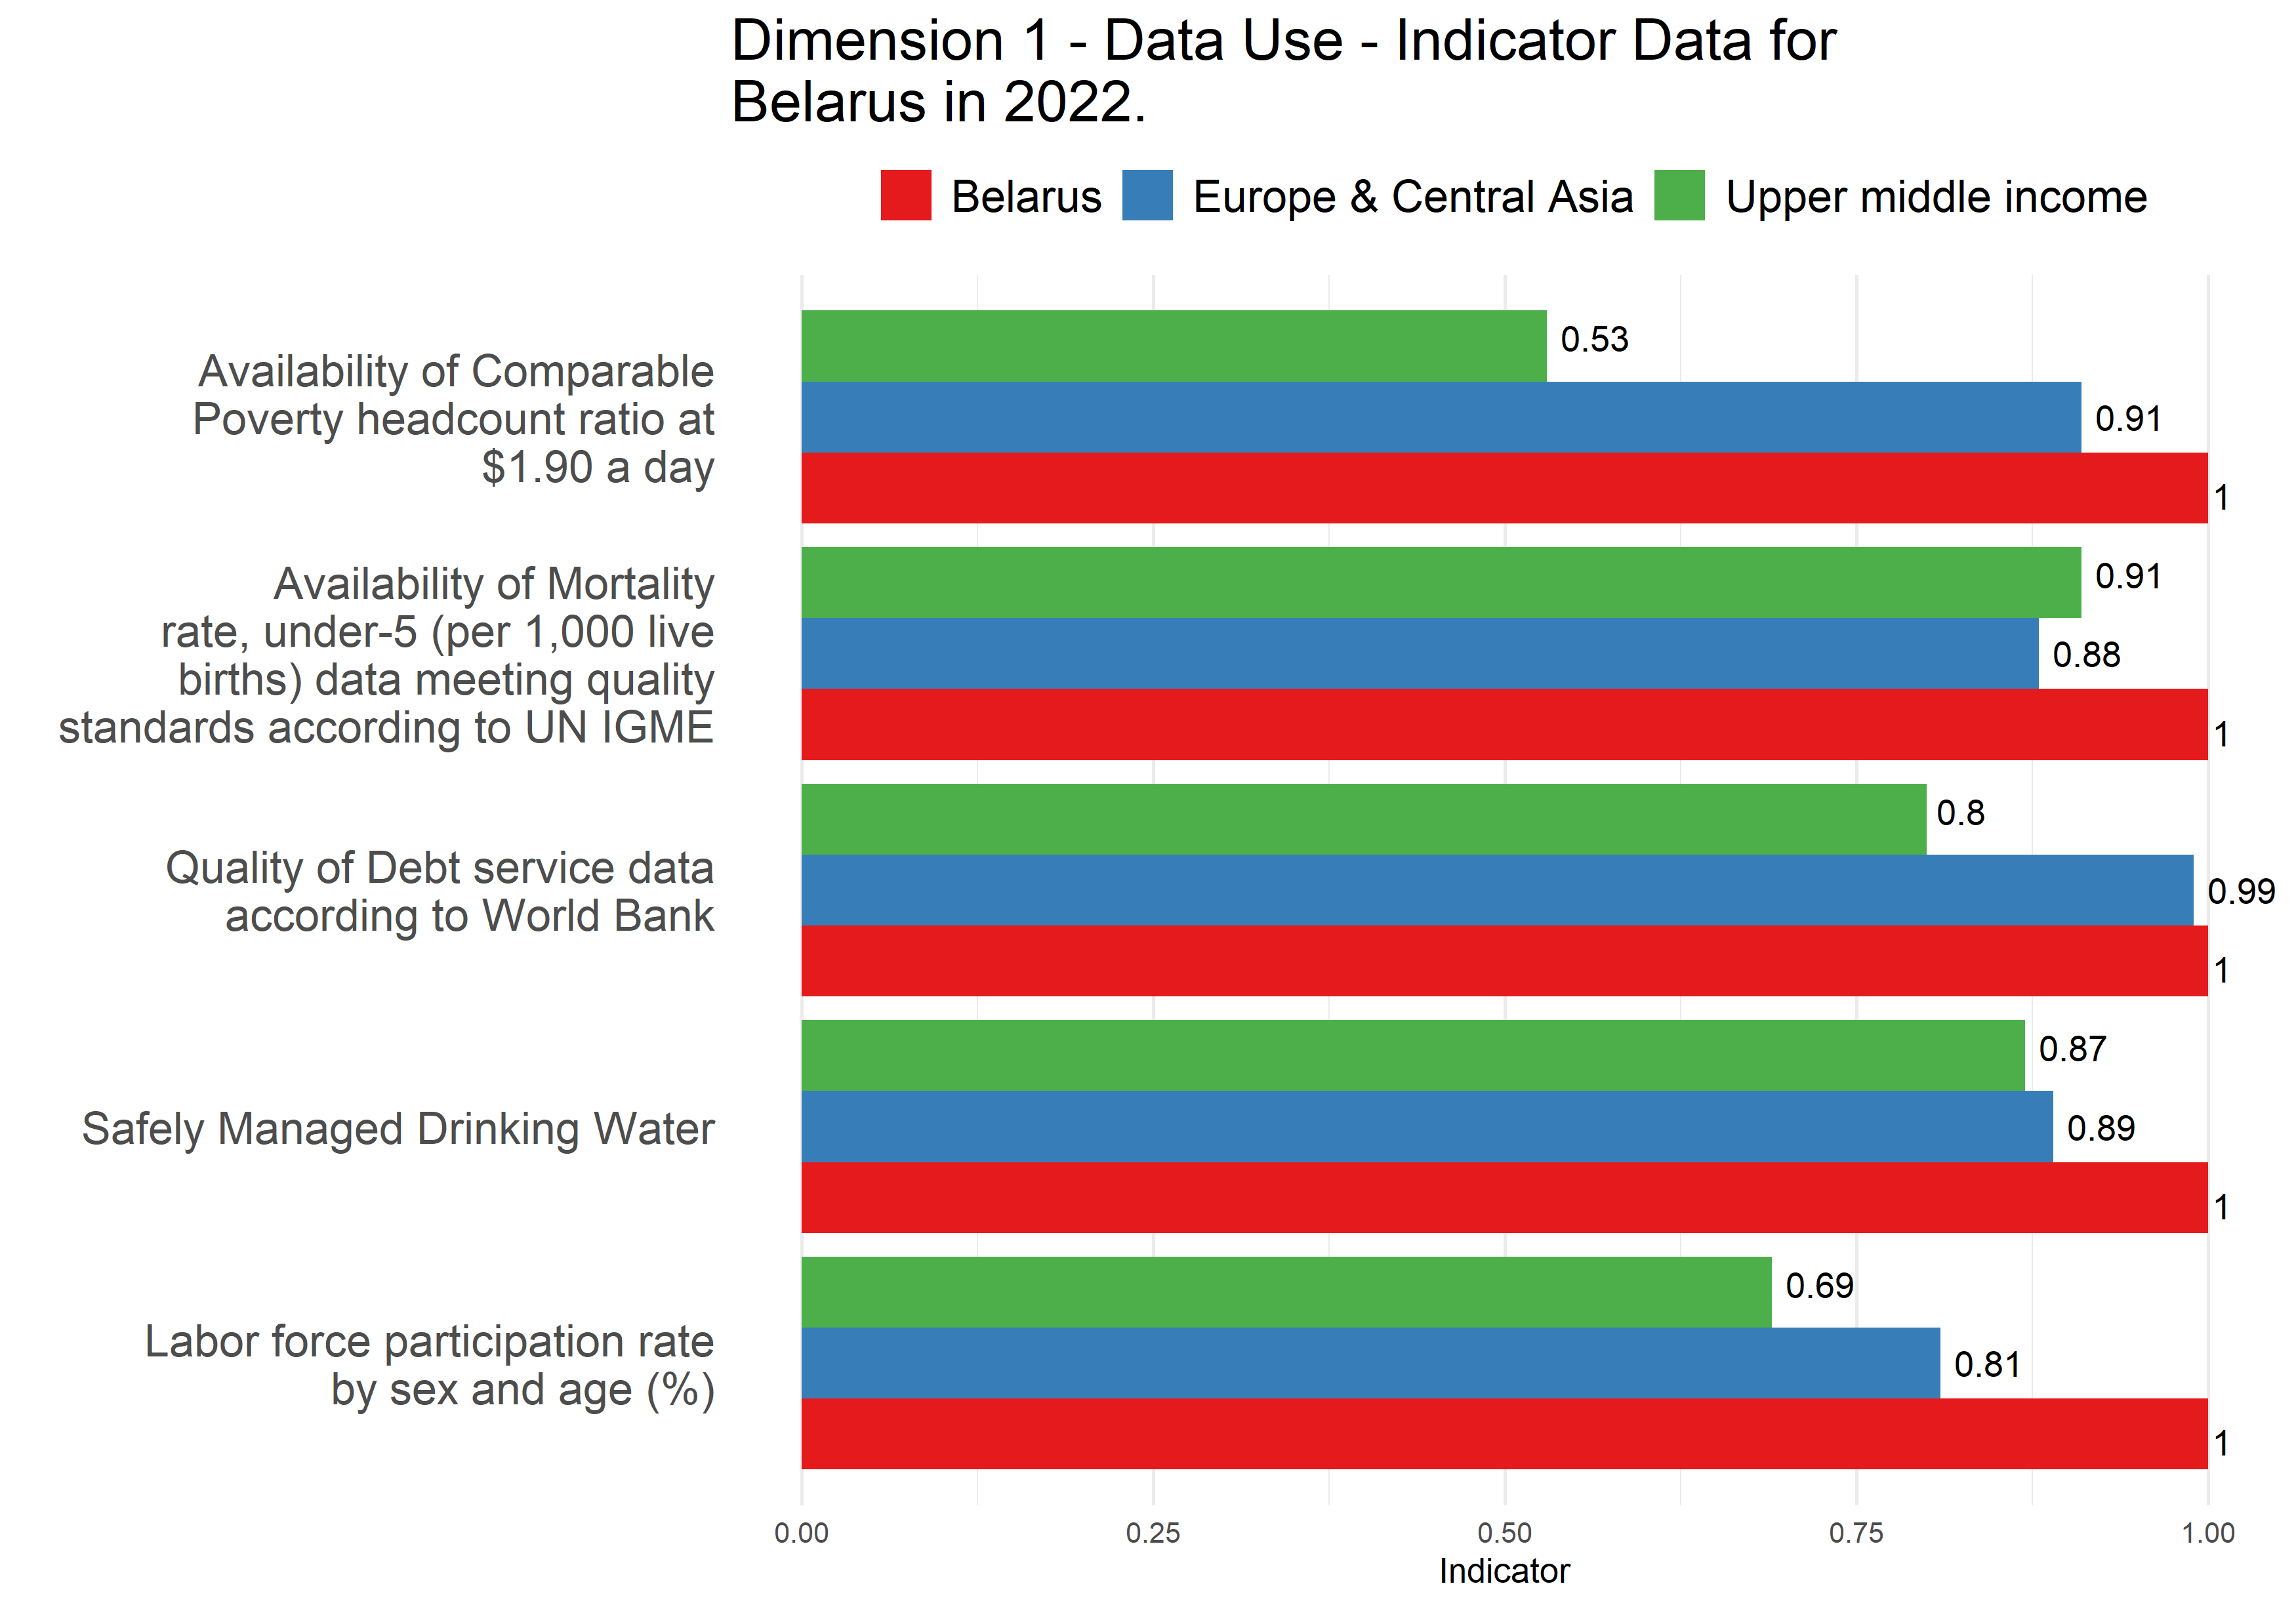 Dimension 1 - Data Use - Indicator Data for
Belarus in 2022.
Belarus
Europe & Central Asia
Upper middle income
Availability of Comparable
Poverty headcount ratio at
$1.90 a day
0.53
0.91
1
Availability of Mortality
rate, under-5 (per 1,000 live
births) data meeting quality
standards according to UN IGME
0.91
0.88
1
Quality of Debt service data
according to World Bank
0.8
0.99
1
Safely Managed Drinking Water
0.87
0.89
1
Labor force participation rate
by sex and age (%)
0.69
0.81
1
0.00
0.25
0.50
0.75
1.00
Indicator